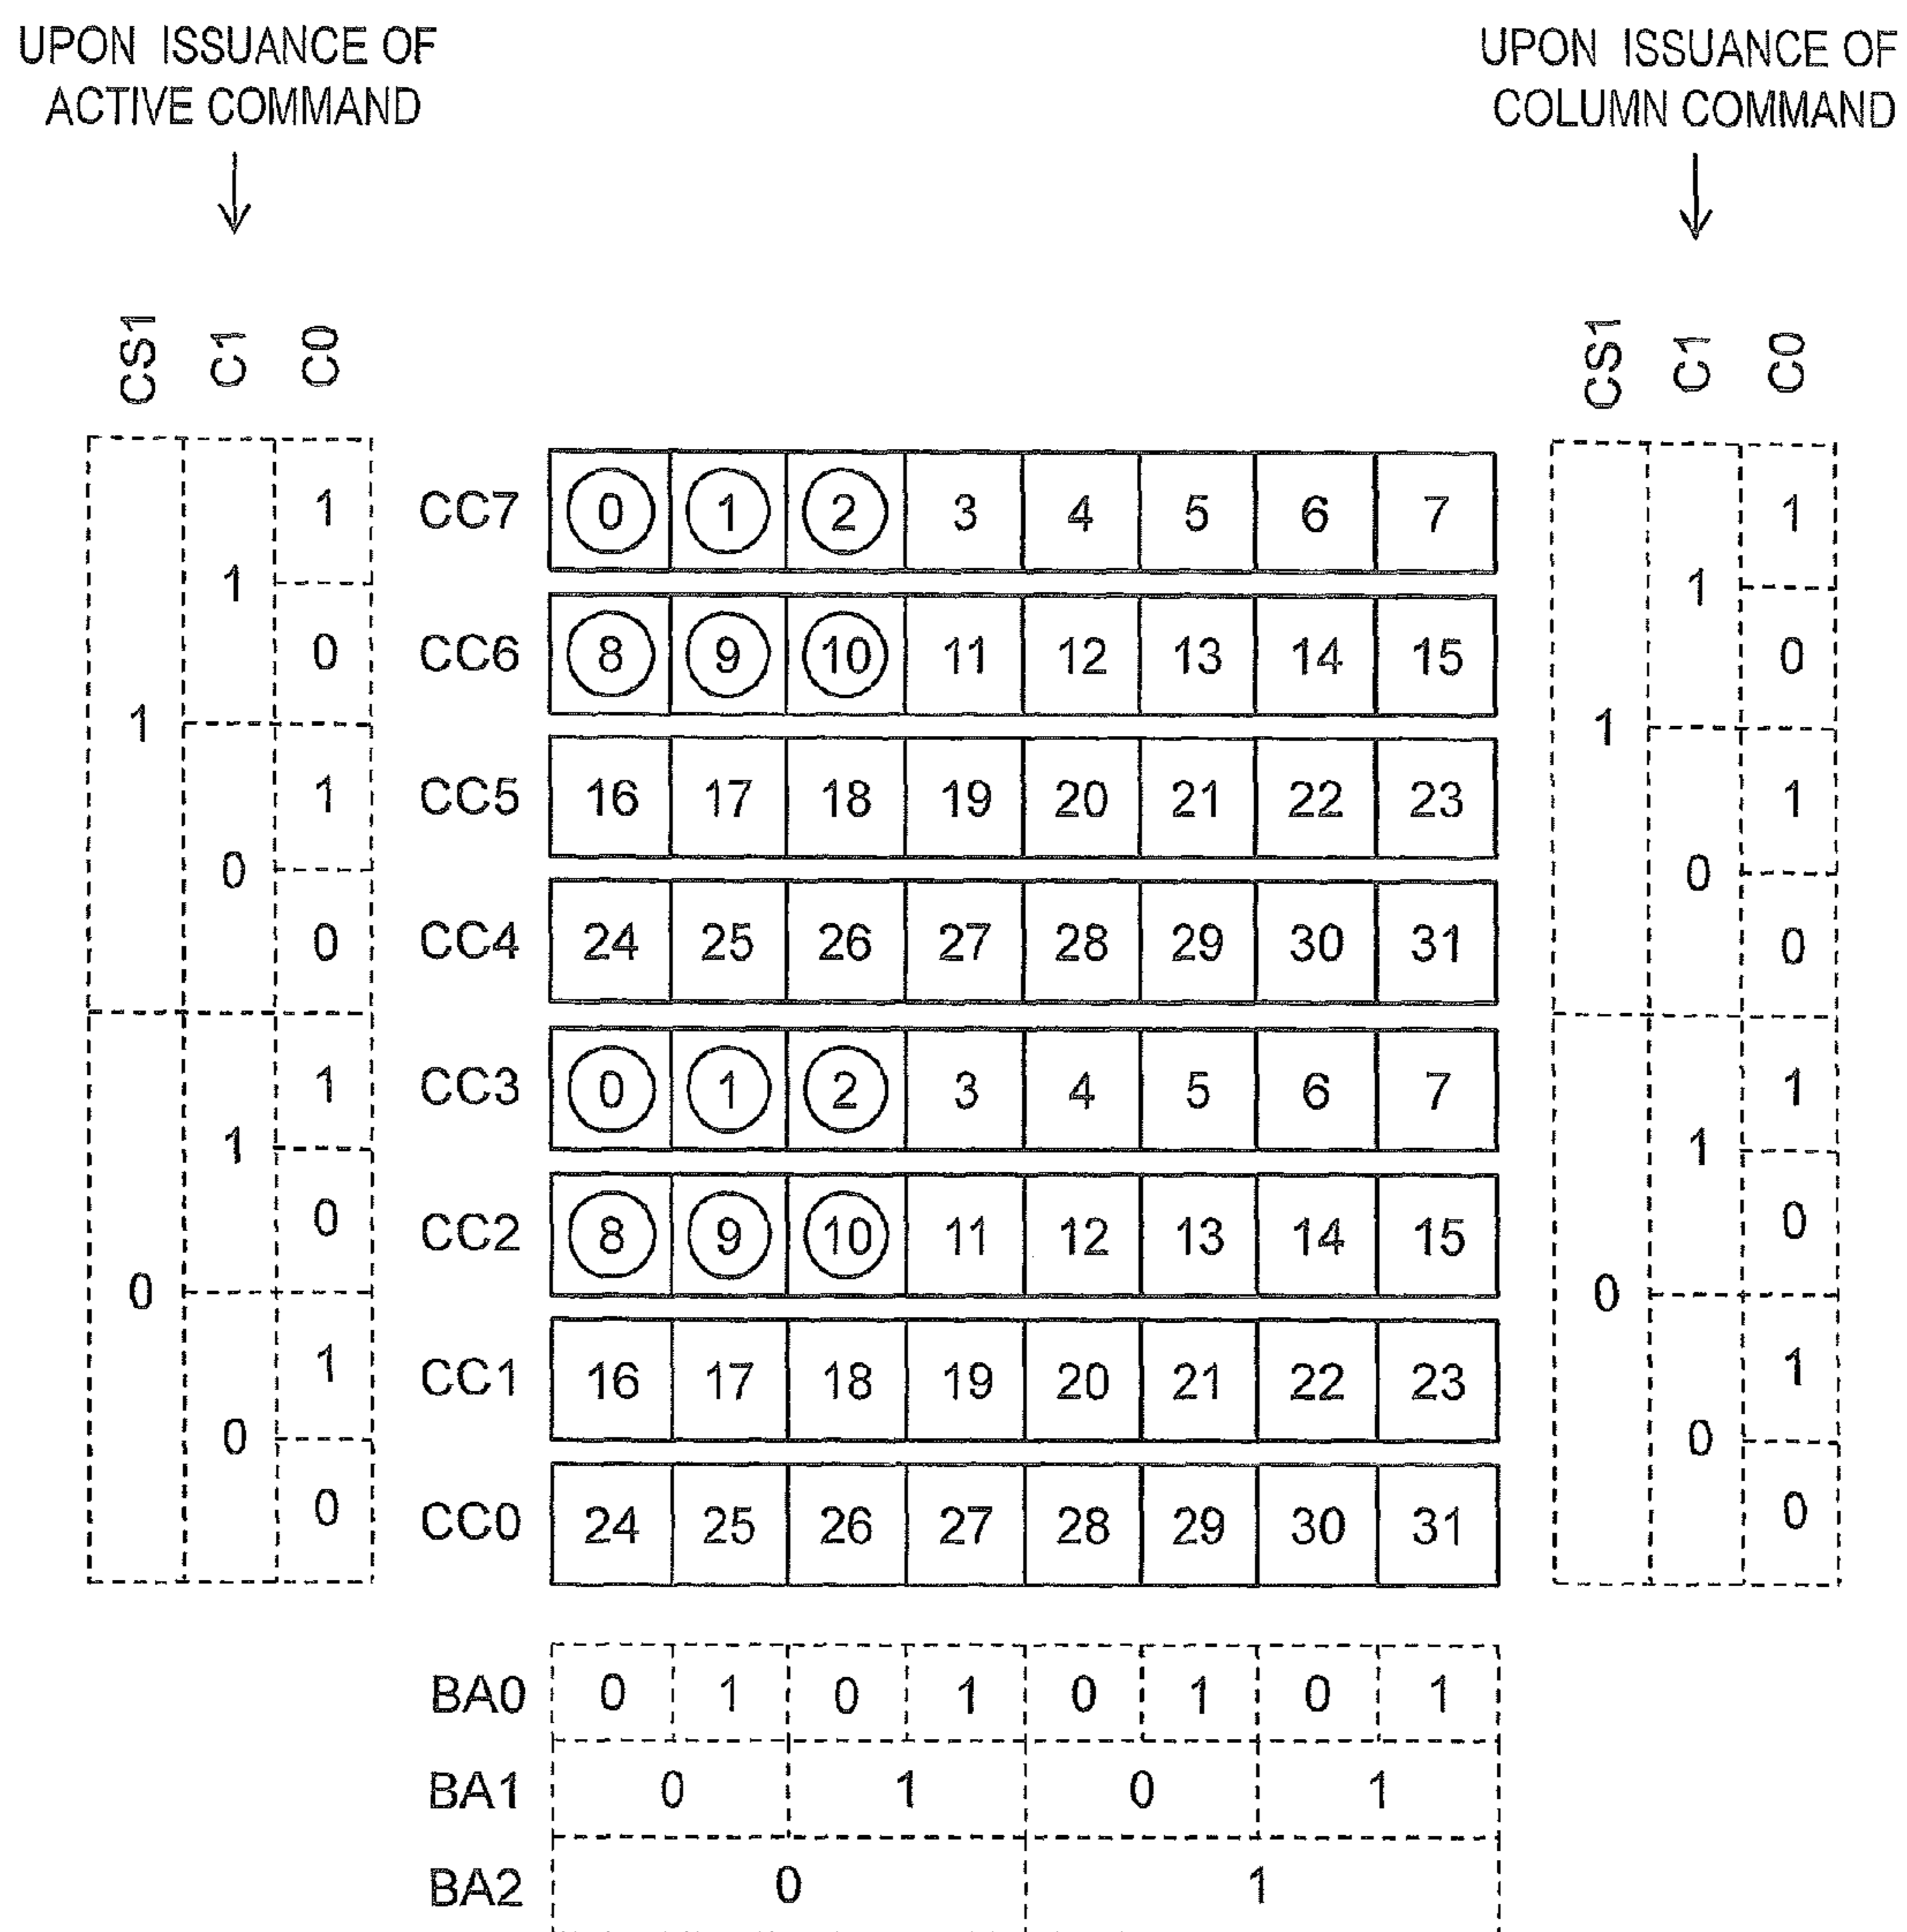 UPON ISSUANCE OF
ACTIVE COMMAND
UPON ISSUANCE OF
COLUMN COMMAND
CS1 C1 C0
CS1 C1 C0
1 CC7 0 1 2 3 4 5 6 7 1
1 1
0 CC6 8 9 10 11 12 13 14 15 0
1 1
1 CC5 16 17 18 19 20 21 22 23 1
0 0
0 CC4 24 25 26 27 28 29 30 31 0
1 CC3 0 1 2 3 4 5 6 7 1
1 1
0 CC2 8 9 10 11 12 13 14 15 0
0 0
1 CC1 16 17 18 19 20 21 22 23 1
0 0
0 CC0 24 25 26 27 28 29 30 31 0
BA0 0 1 0 1 0 1 0 1
BA1 0 1 0 1
BA2 0 1